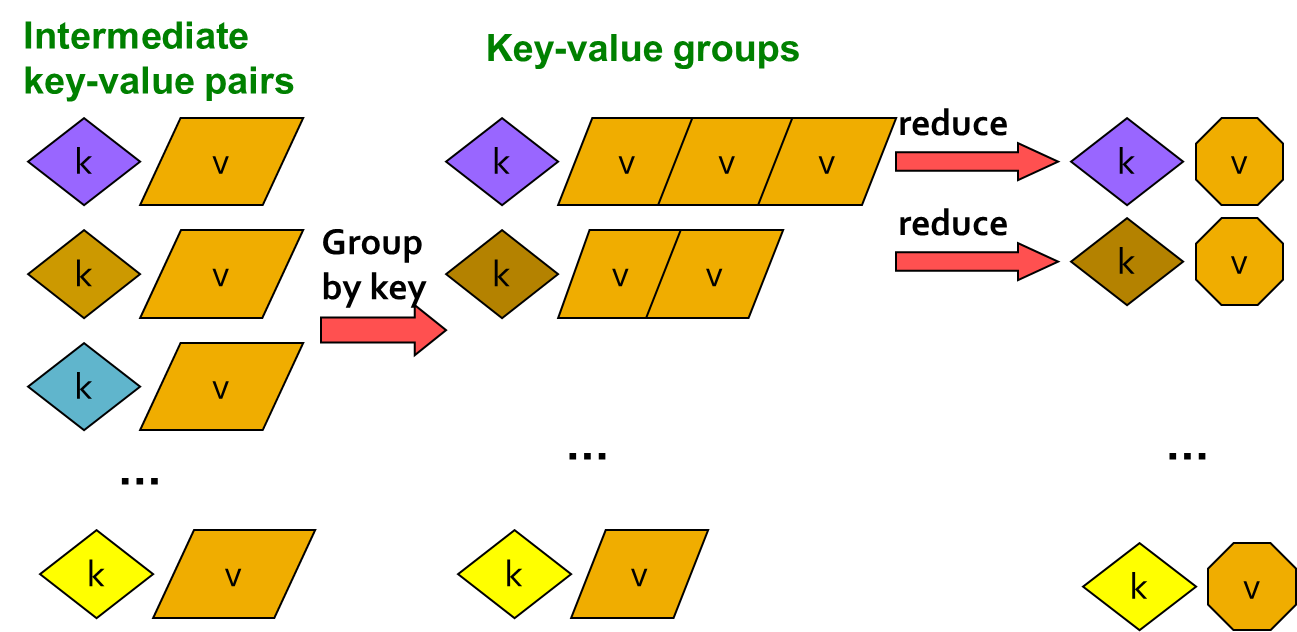 Intermediate
key-value pairs
Key-value groups
k v
k v v v
reduce
k v
k v
Group
by key
k v v
reduce
k v
k v
...
...
...
k v
k v
k v